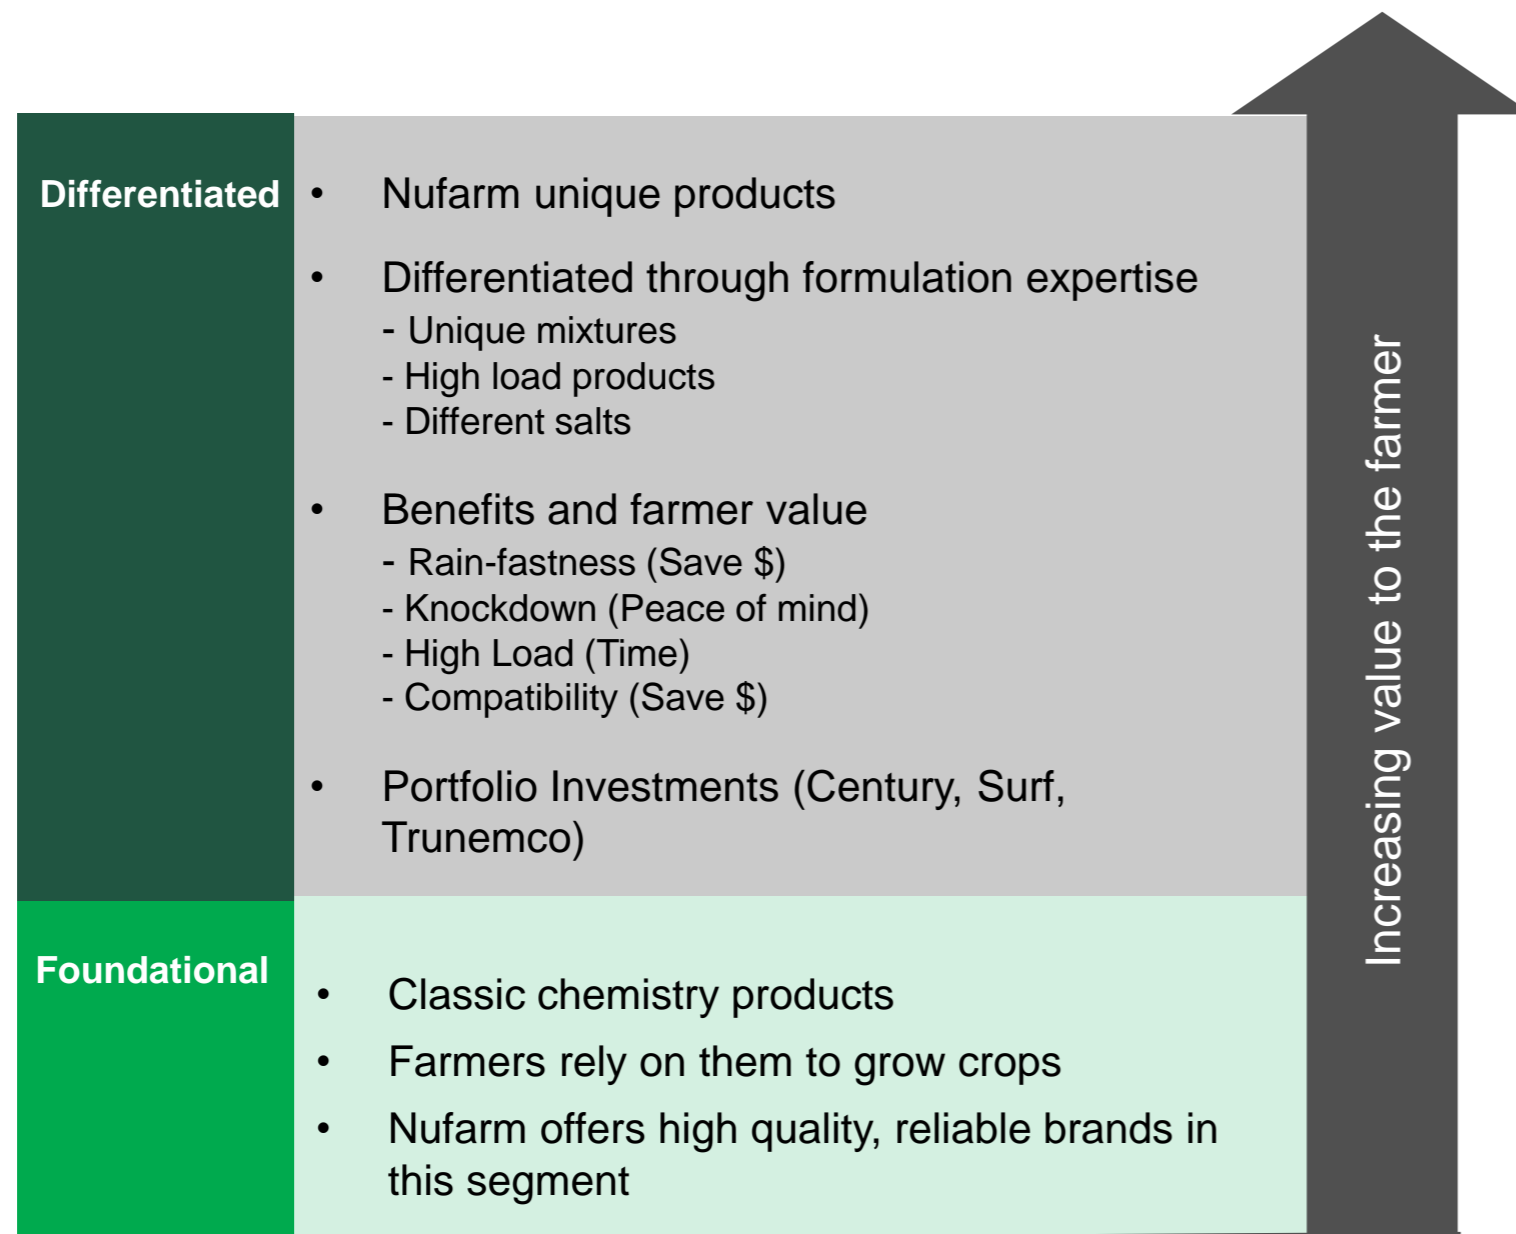 Differentiated
• Nufarm unique products
• Differentiated through formulation expertise
- Unique mixtures
- High load products
- Different salts
• Benefits and farmer value
- Rain-fastness (Save $)
- Knockdown (Peace of mind)
- High Load (Time)
- Compatibility (Save $)
• Portfolio Investments (Century, Surf,
Trunemco)
Foundational
• Classic chemistry products
• Farmers rely on them to grow crops
• Nufarm offers high quality, reliable brands in
this segment
Increasing value to the farmer